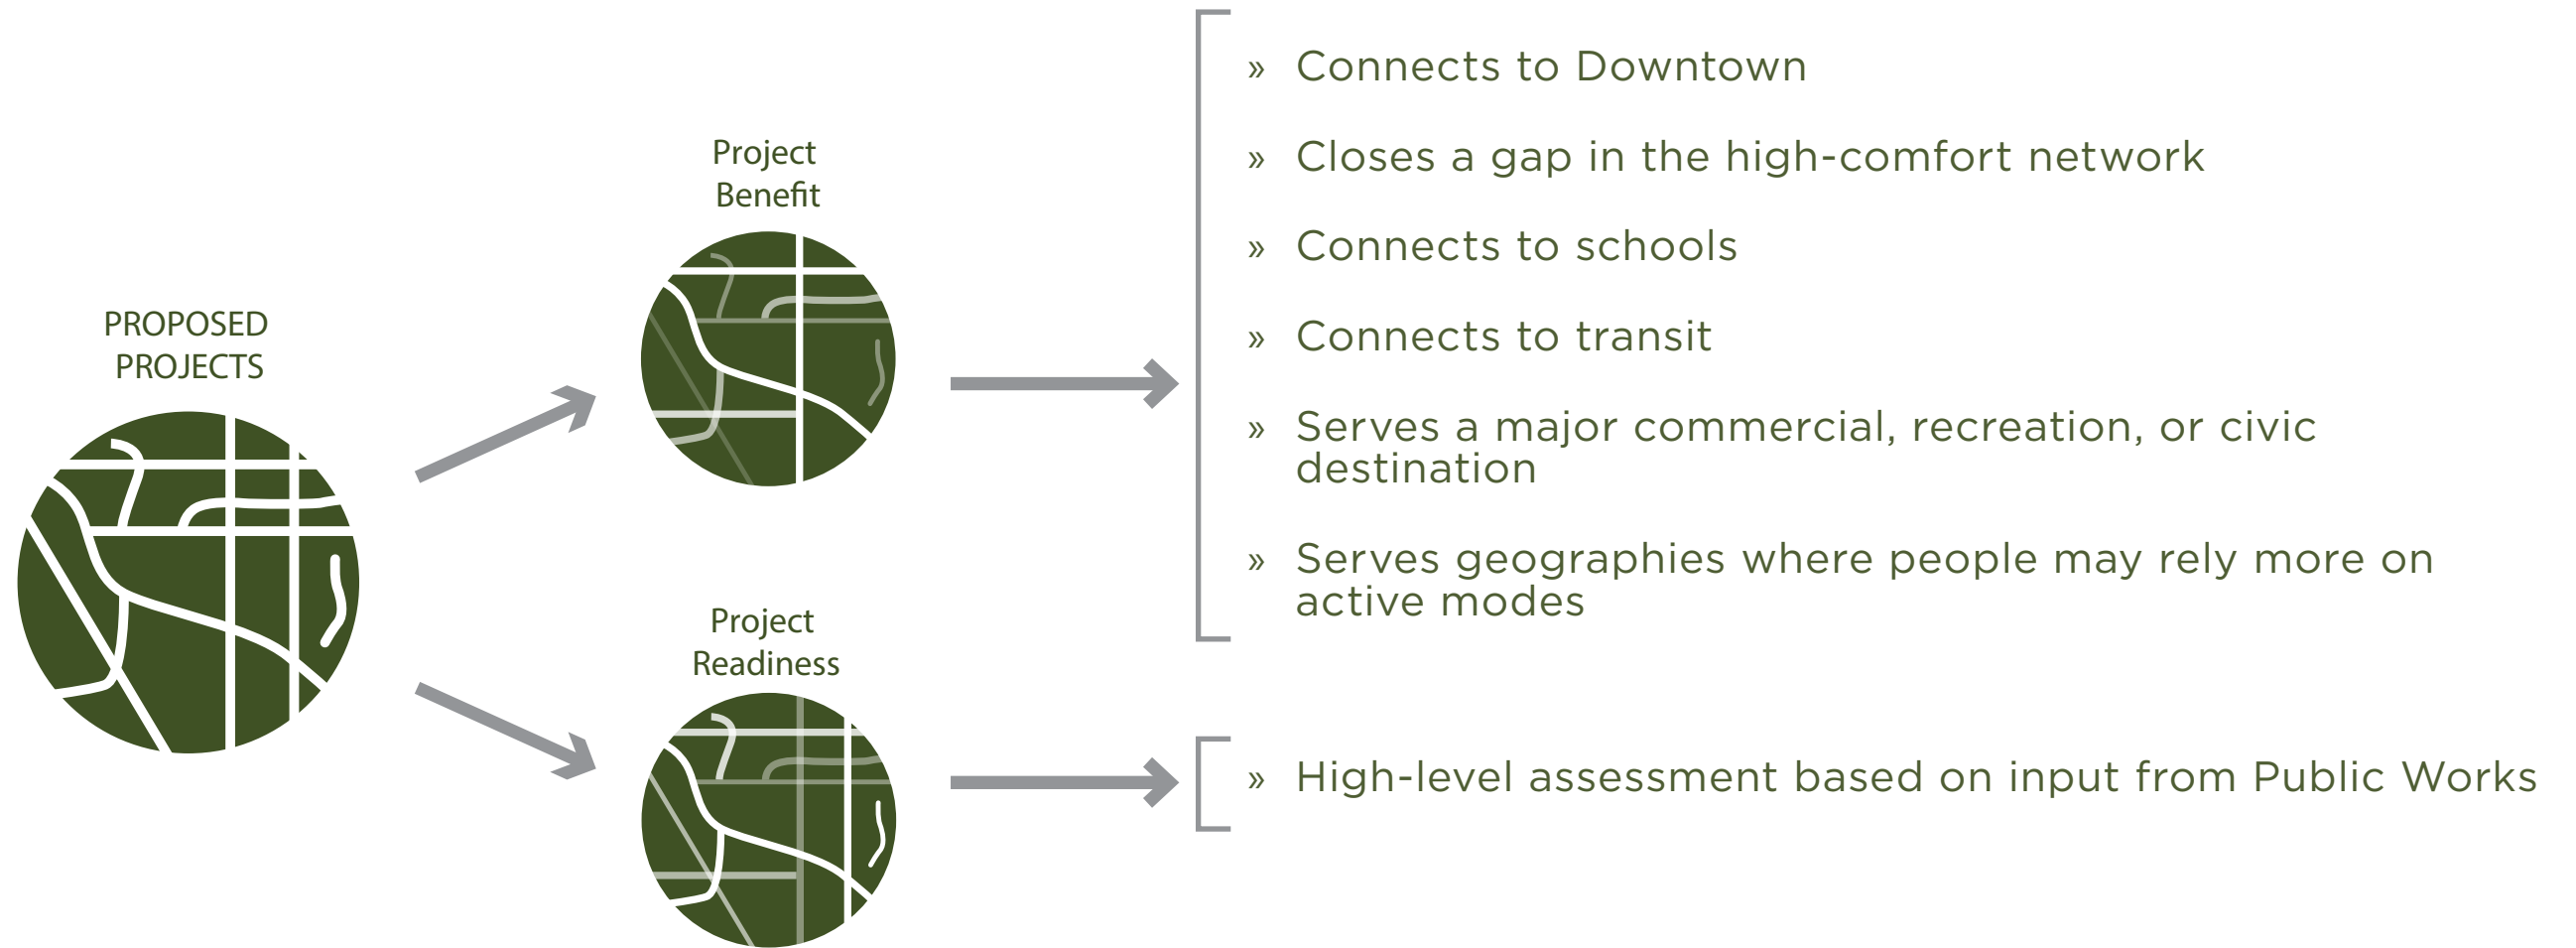 PROPOSED
PROJECTS
Project
Benefit
» Connects to Downtown
» Closes a gap in the high-comfort network
» Connects to schools
» Connects to transit
» Serves a major commercial, recreation, or civic
destination
» Serves geographies where people may rely more on
active modes
Project
Readiness
» High-level assessment based on input from Public Works